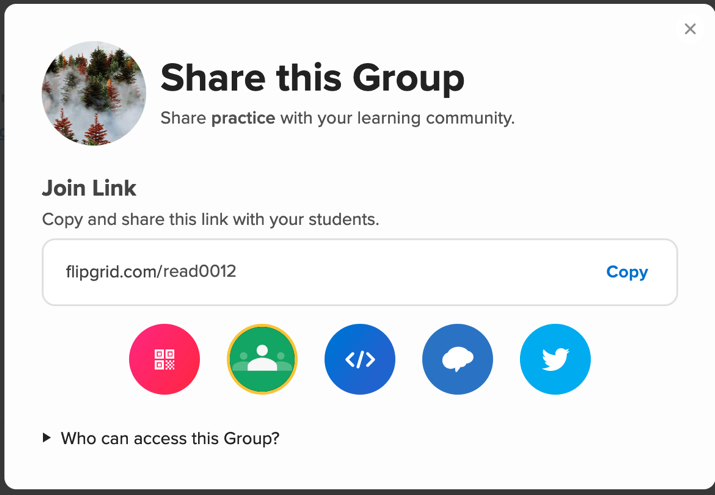 Share this Group
Share practice with your learning community.
Join Link
Copy and share this link with your students.
flipgrid.com/read0012 Copy
Who can access this Group?